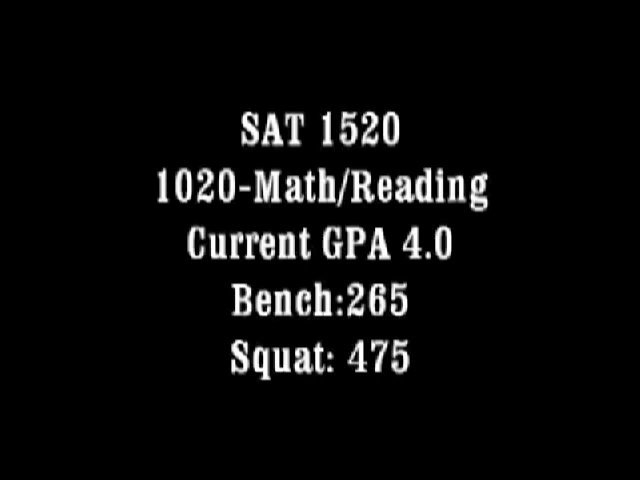 SAT 1520
1020-Math/Reading
Current GPA 4.0
Bench:265
Squat: 475